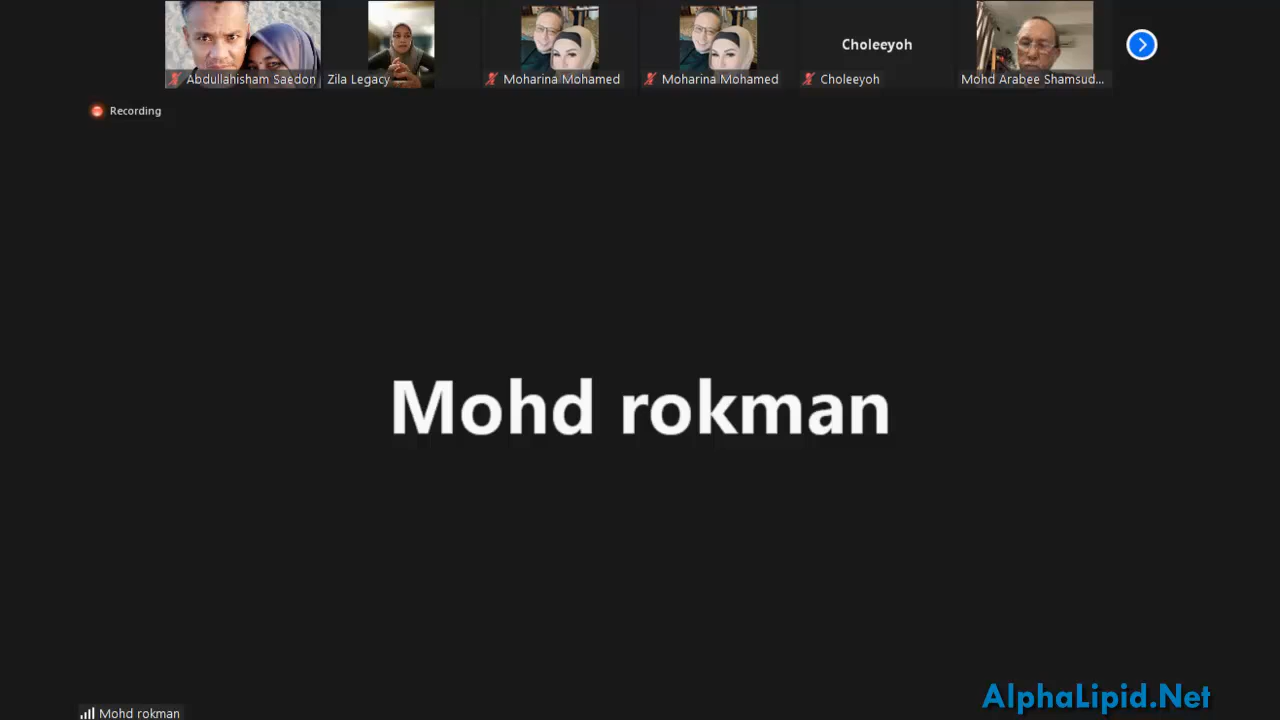 Choleeyoh
Abdullahisham Saedon
Zila Legacy
Moharina Mohamed
Moharina Mohamed
Choleeyoh
Mohd Arabee Shamsud...
Recording
Mohd rokman
AlphaLipid.Net
Mohd rokman